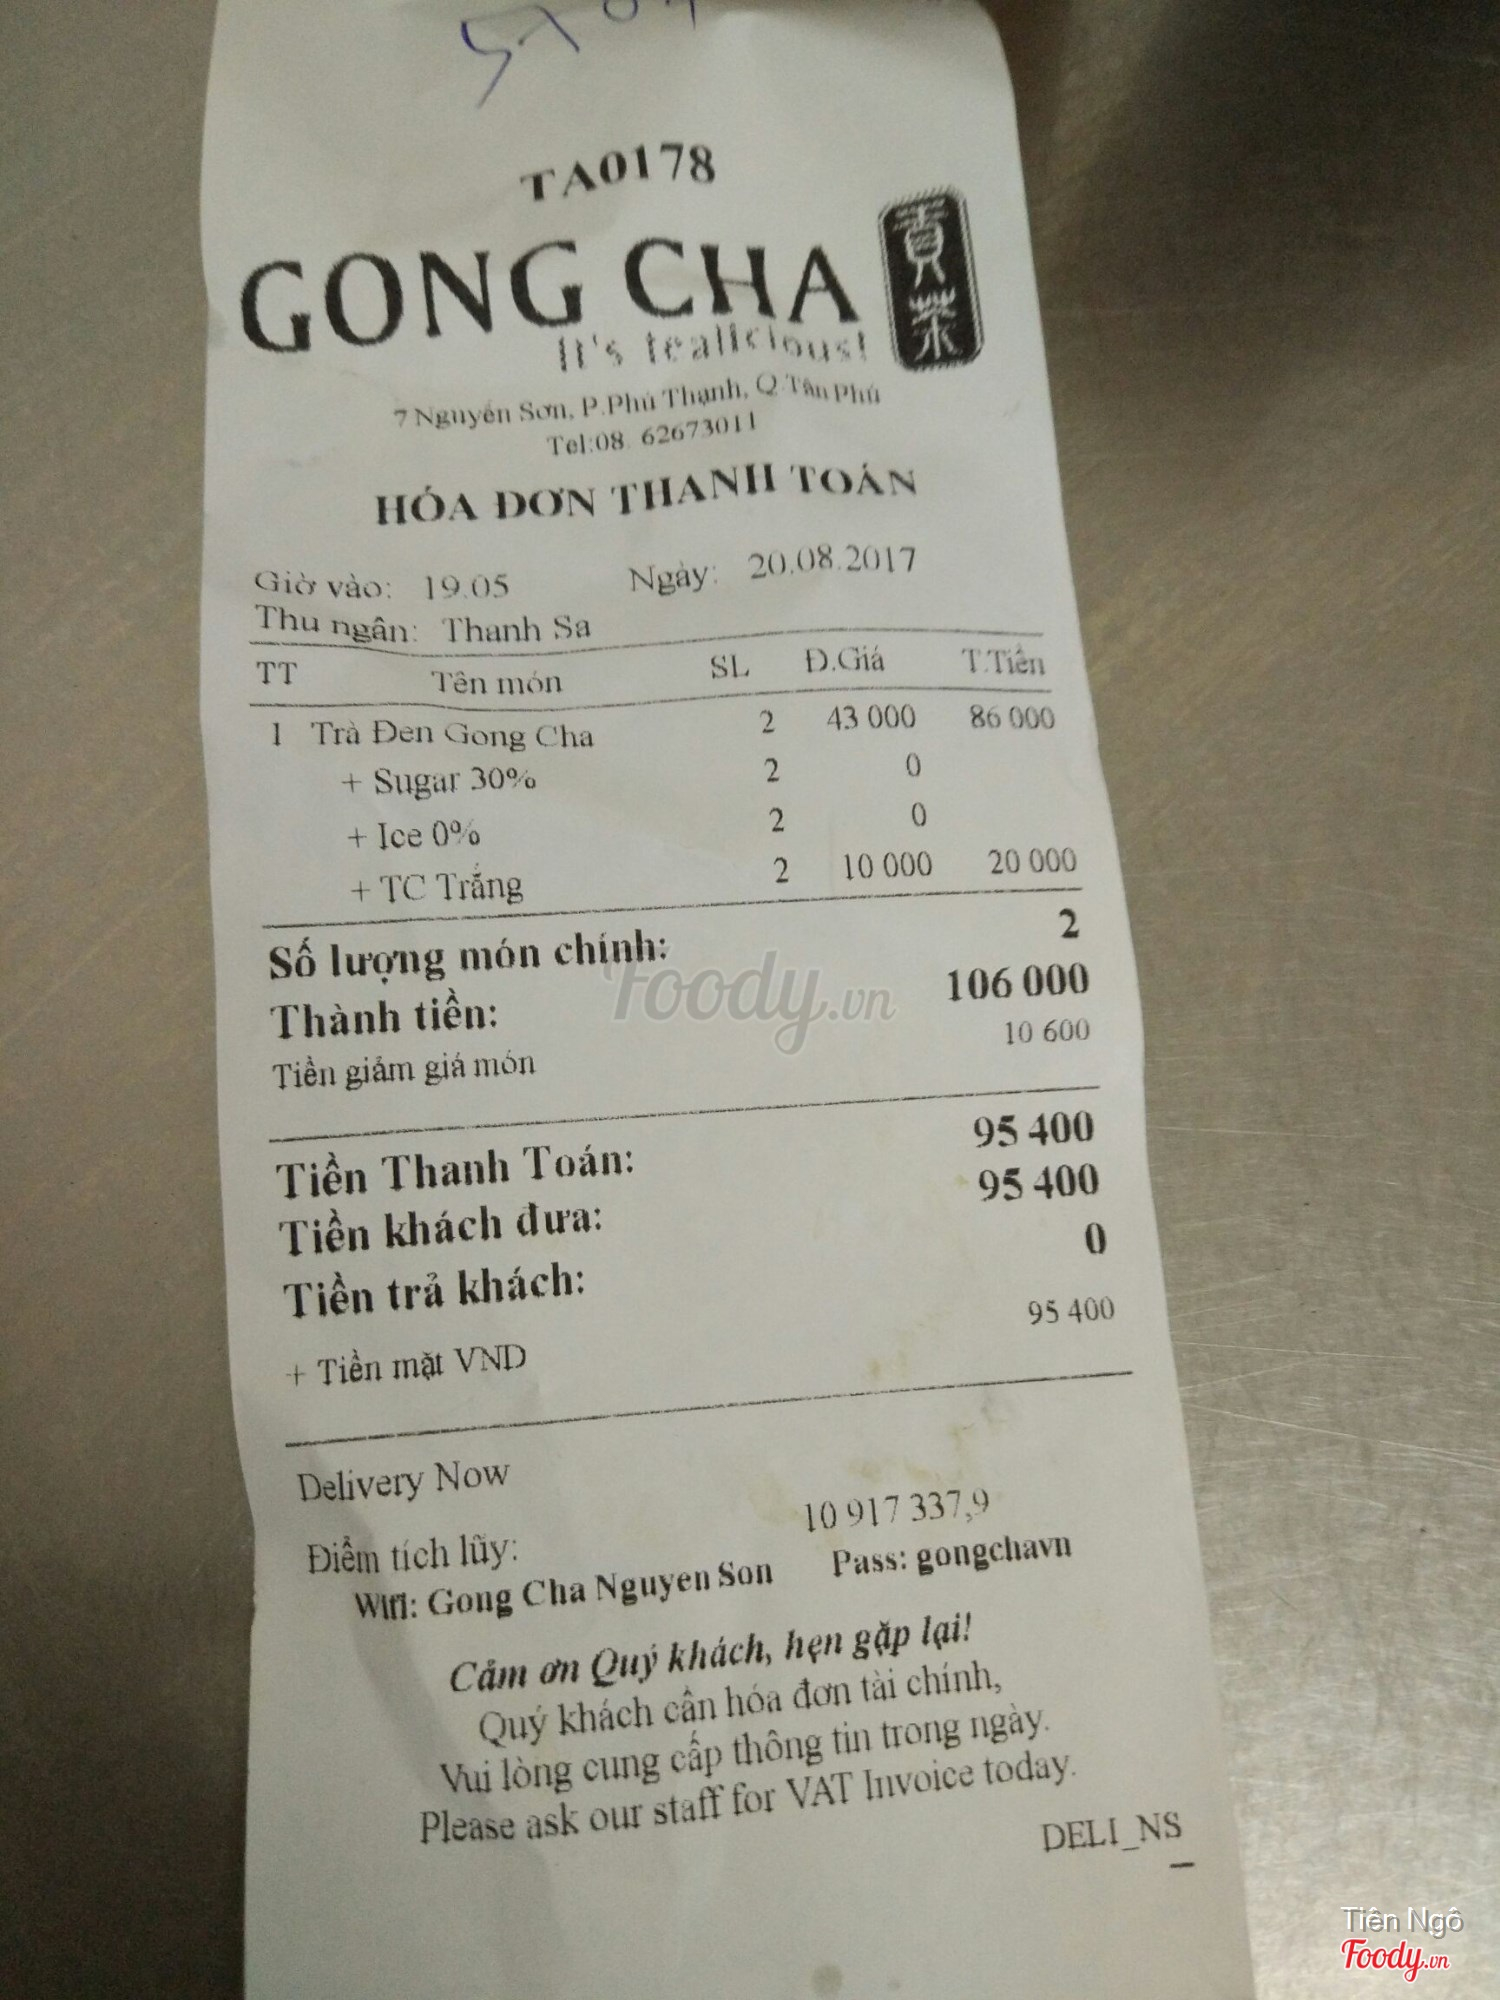 TA0178
GONG CHA 貢茶
It's tealicious!
7 Nguyễn Sơn, P.Phú Thạnh, Q.Tân Phú
Tel:08. 62673011
HÓA ĐƠN THANH TOÁN
Giờ vào: 19.05 Ngày: 20.08.2017
Thu ngân: Thanh Sa
TT Tên món SL Đ.Giá T.Tiền
1 Trà Đen Gong Cha 2 43 000 86 000
+ Sugar 30% 2 0
+ Ice 0% 2 0
+ TC Trắng 2 10 000 20 000
Số lượng món chính: 2
Thành tiền: 106 000
Tiền giảm giá món 10 600
Foody.vn
Tiền Thanh Toán: 95 400
Tiền khách đưa: 95 400
Tiền trả khách: 0
+ Tiền mặt VND 95 400
Delivery Now
Điểm tích lũy: 10 917 337,9
Wifi: Gong Cha Nguyen Son Pass: gongchavn
Cảm ơn Quý khách, hẹn gặp lại!
Quý khách cần hóa đơn tài chính,
Vui lòng cung cấp thông tin trong ngày.
Please ask our staff for VAT Invoice today.
DELI_NS
Tiên Ngô
Foody.vn